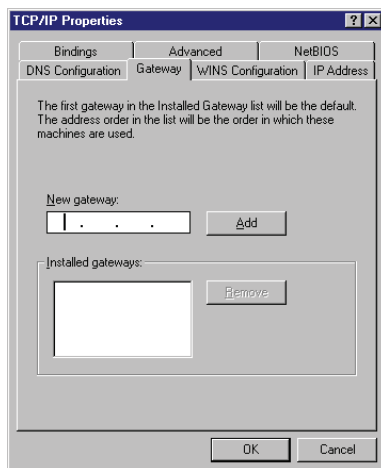 TCP/IP Properties
? X
Bindings Advanced NetBIOS
DNS Configuration Gateway WINS Configuration IP Address
The first gateway in the Installed Gateway list will be the default.
The address order in the list will be the order in which these
machines are used.
New gateway:
. . .
Add
Installed gateways:
Remove
OK Cancel